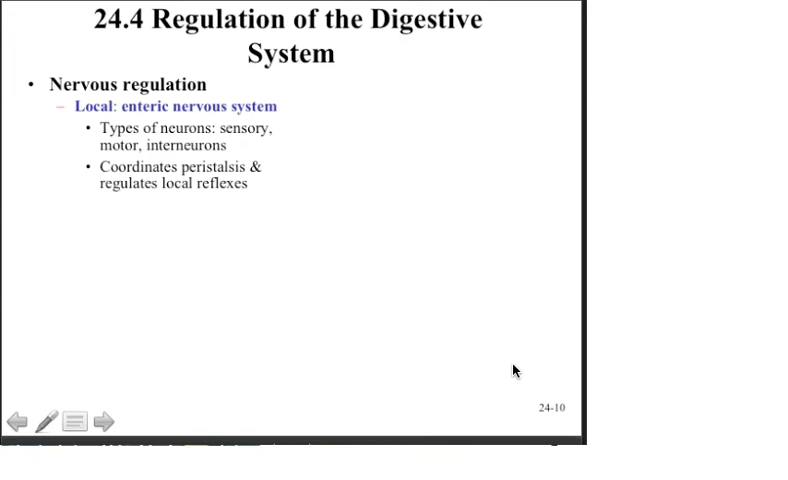 24.4 Regulation of the Digestive
System
• Nervous regulation
– Local: enteric nervous system
• Types of neurons: sensory,
motor, interneurons
• Coordinates peristalsis &
regulates local reflexes
24-10